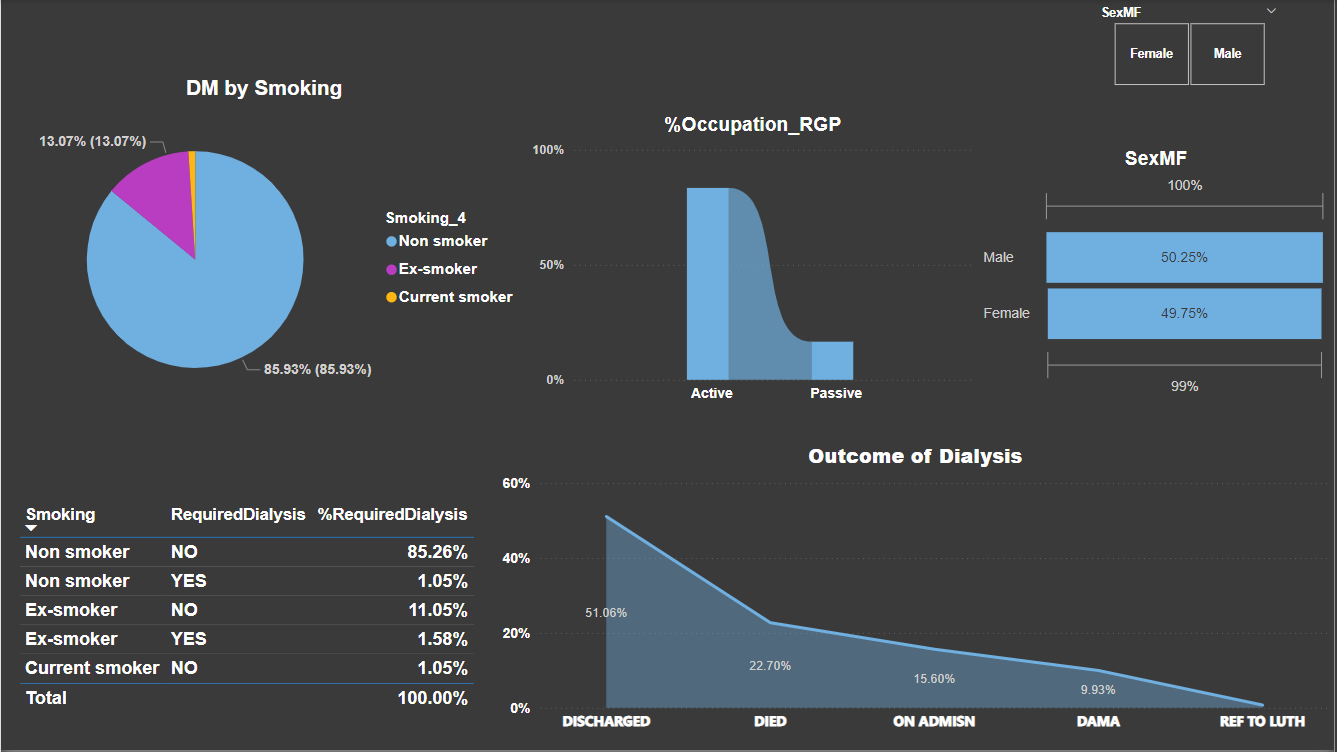 SexMF
Female
Male
DM by Smoking
13.07% (13.07%)
85.93% (85.93%)
Smoking_4
Non smoker
Ex-smoker
Current smoker
%Occupation_RGP
100%
50%
0%
Active Passive
SexMF
100%
Male 50.25%
Female 49.75%
99%
Smoking RequiredDialysis %RequiredDialysis
Non smoker NO 85.26%
Non smoker YES 1.05%
Ex-smoker NO 11.05%
Ex-smoker YES 1.58%
Current smoker NO 1.05%
Total 100.00%
Outcome of Dialysis
60%
40%
20%
0%
51.06%
22.70%
15.60%
9.93%
DISCHARGED DIED ON ADMISN DAMA REF TO LUTH